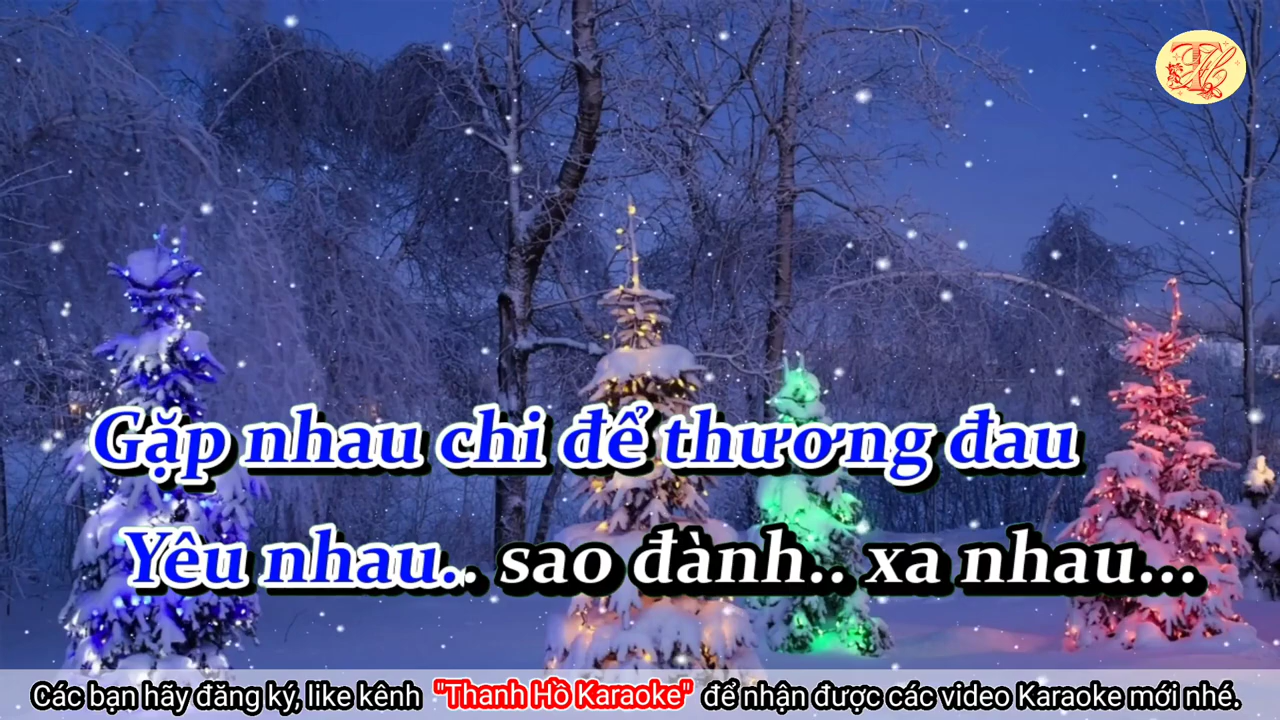 Gặp nhau chi để thương đau
Yêu nhau.. sao đành.. xa nhau...
Các bạn hãy đăng ký, like kênh "Thanh Hồ Karaoke" để nhận được các video Karaoke mới nhé.